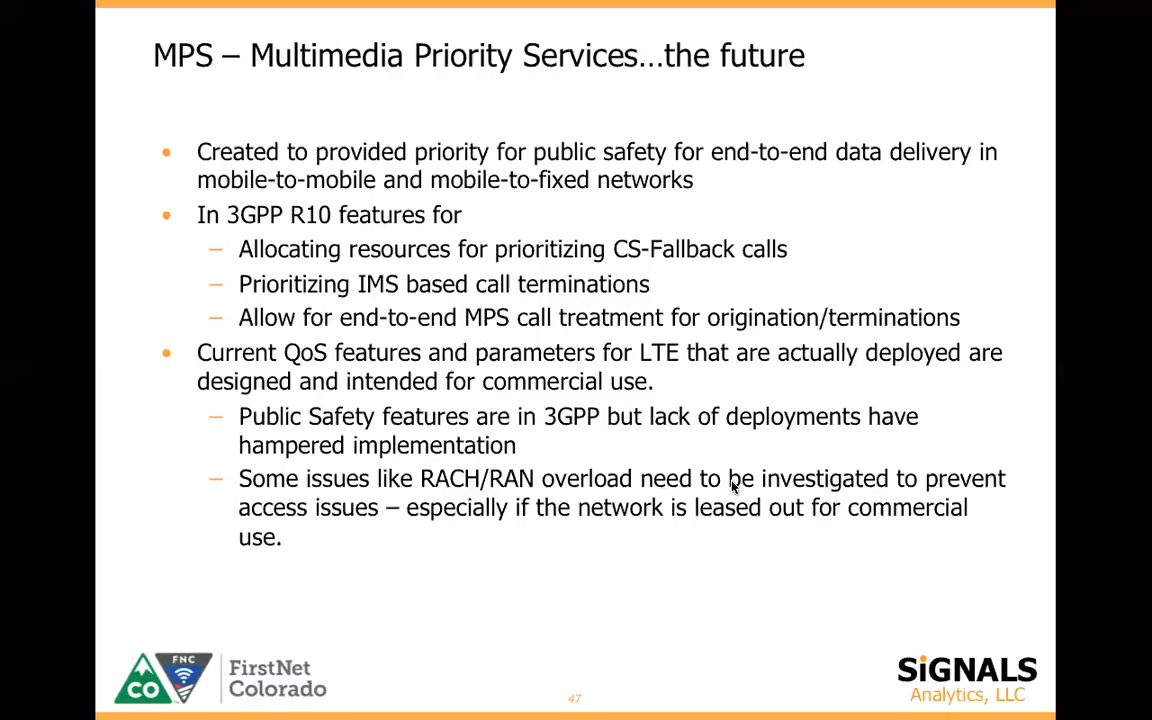 MPS – Multimedia Priority Services...the future
• Created to provided priority for public safety for end-to-end data delivery in
mobile-to-mobile and mobile-to-fixed networks
• In 3GPP R10 features for
– Allocating resources for prioritizing CS-Fallback calls
– Prioritizing IMS based call terminations
– Allow for end-to-end MPS call treatment for origination/terminations
• Current QoS features and parameters for LTE that are actually deployed are
designed and intended for commercial use.
– Public Safety features are in 3GPP but lack of deployments have
hampered implementation
– Some issues like RACH/RAN overload need to be investigated to prevent
access issues – especially if the network is leased out for commercial
use.
FNC
CO
FirstNet
Colorado
47
SiGNALS
Analytics, LLC